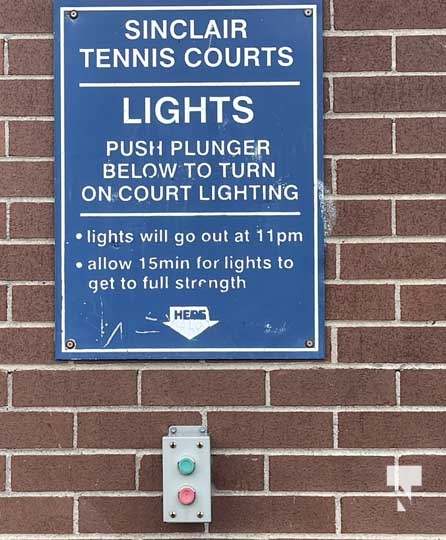 SINCLAIR
TENNIS COURTS
LIGHTS
PUSH PLUNGER
BELOW TO TURN
ON COURT LIGHTING
• lights will go out at 11pm
• allow 15min for lights to
get to full strength